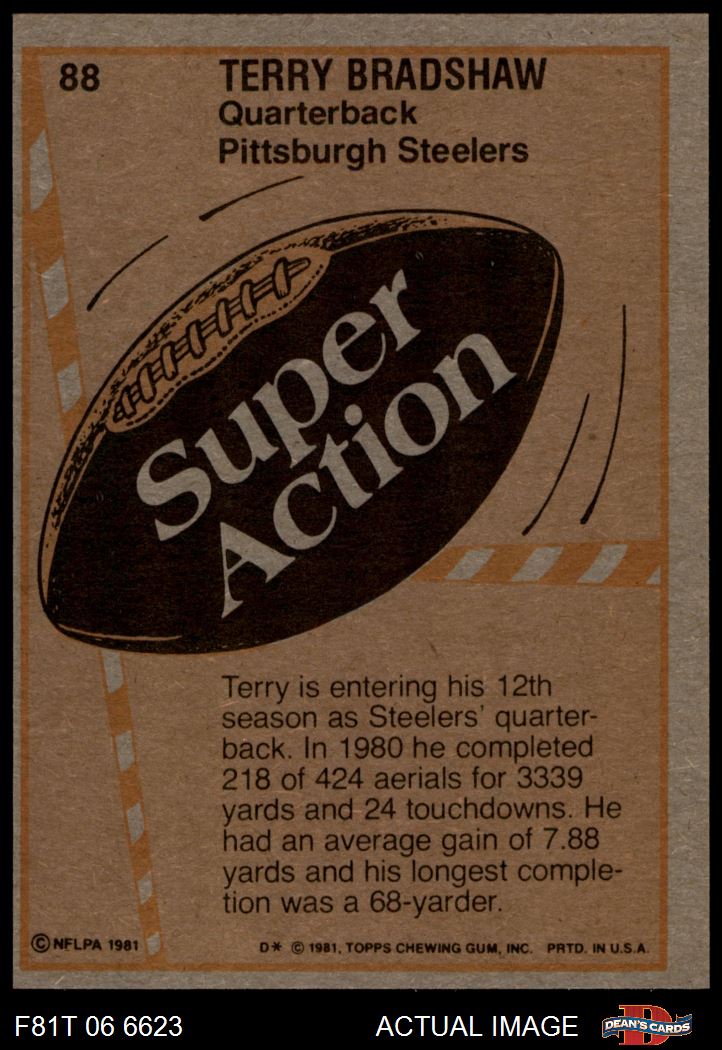 88
TERRY BRADSHAW
Quarterback
Pittsburgh Steelers
Super
Action
Terry is entering his 12th
season as Steelers' quarter-
back. In 1980 he completed
218 of 424 aerials for 3339
yards and 24 touchdowns. He
had an average gain of 7.88
yards and his longest comple-
tion was a 68-yarder.
© NFLPA 1981
D* © 1981, TOPPS CHEWING GUM, INC. PRTD. IN U.S.A.
F81T 06 6623
ACTUAL IMAGE
D
DEAN'S CARDS